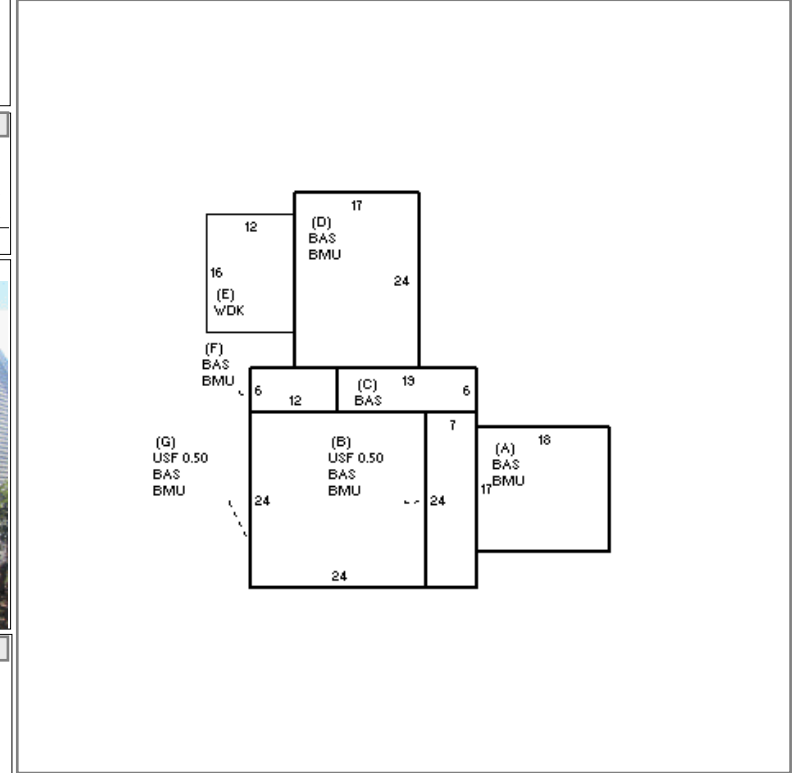 17
12
(D)
BAS
BMU
16
24
(E)
WDK
(F)
BAS
BMU
6
12
(C)
BAS
19
6
7
18
(G)
USF 0.50
BAS
BMU
(B)
USF 0.50
BAS
BMU
(A)
BAS
BMU
17
24
24
24